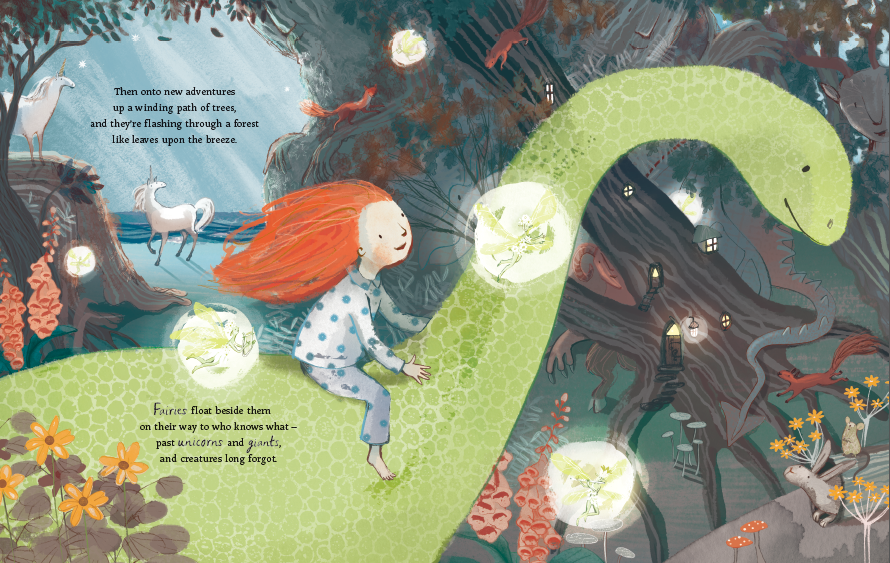 Then onto new adventures
up a winding path of trees,
and they're flashing through a forest
like leaves upon the breeze.
Fairies float beside them
on their way to who knows what –
past unicorns and giants,
and creatures long forgot.